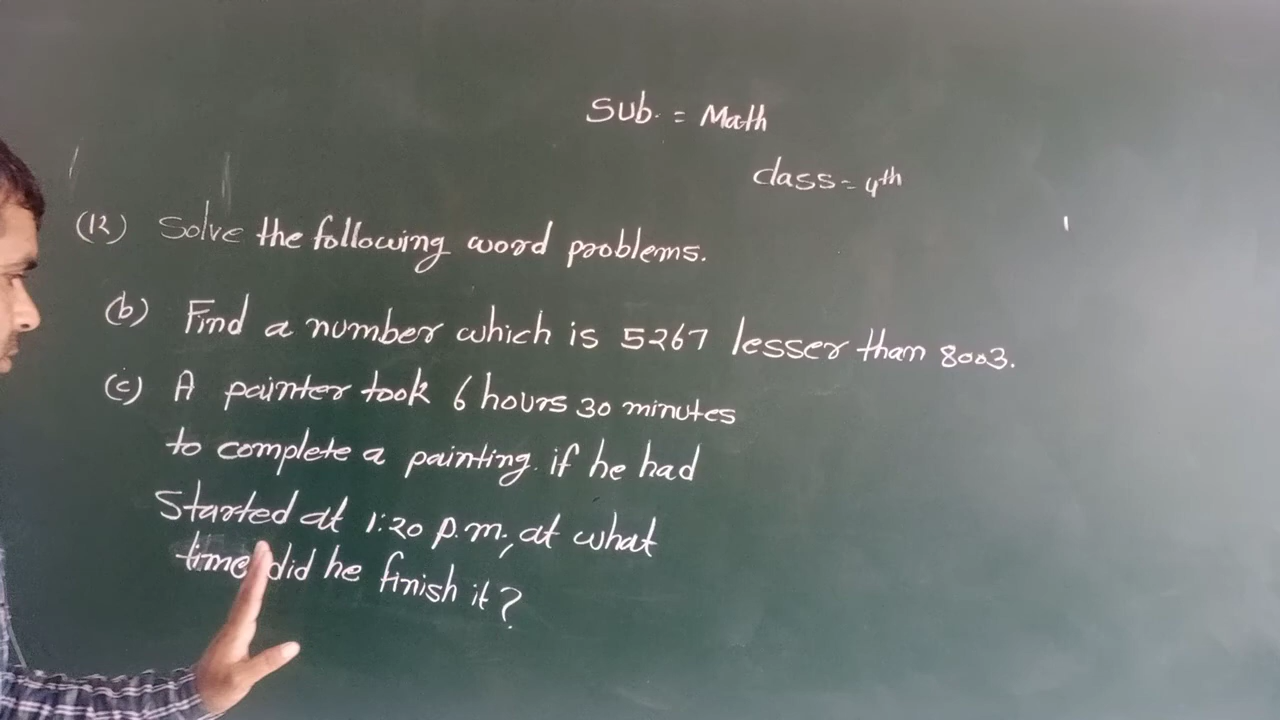 Sub. = Math
class = 4th
(12) Solve the following word problems.
(b) Find a number which is 5267 lesser than 8003.
(c) A painter took 6 hours 30 minutes
to complete a painting. if he had
Started at 1:20 p.m., at what
time did he finish it?